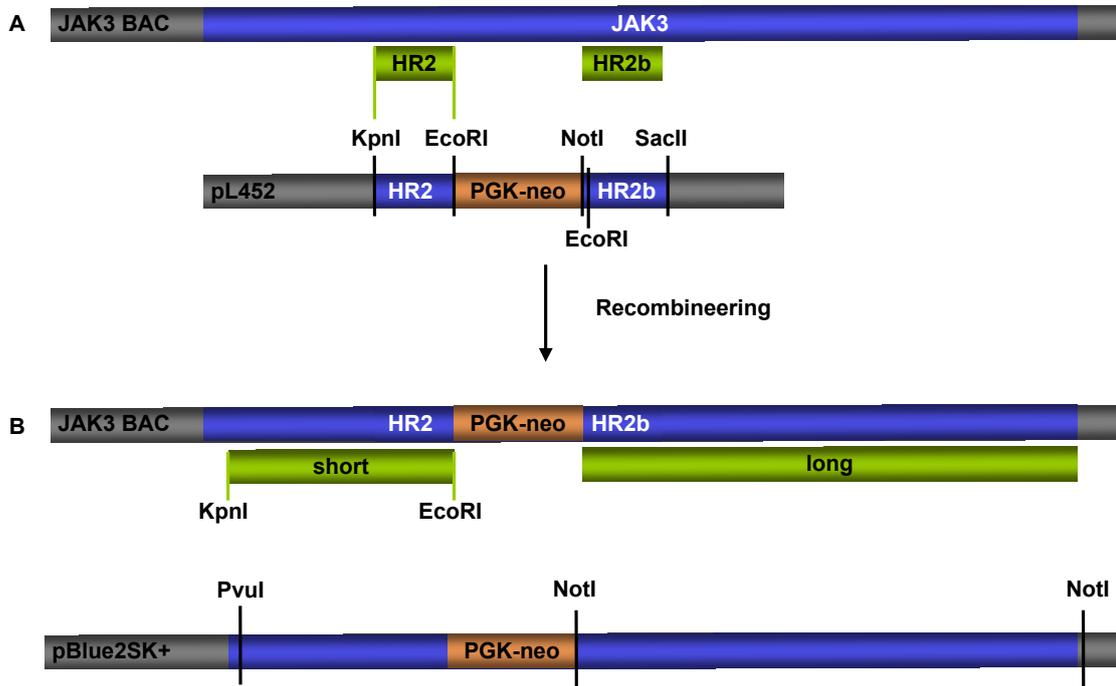 A
JAK3 BAC JAK3
HR2 HR2b
KpnI EcoRI NotI SacII
pL452 HR2 PGK-neo HR2b
EcoRI
Recombineering
B
JAK3 BAC HR2 PGK-neo HR2b
short long
KpnI EcoRI
PvuI NotI NotI
pBlue2SK+ PGK-neo